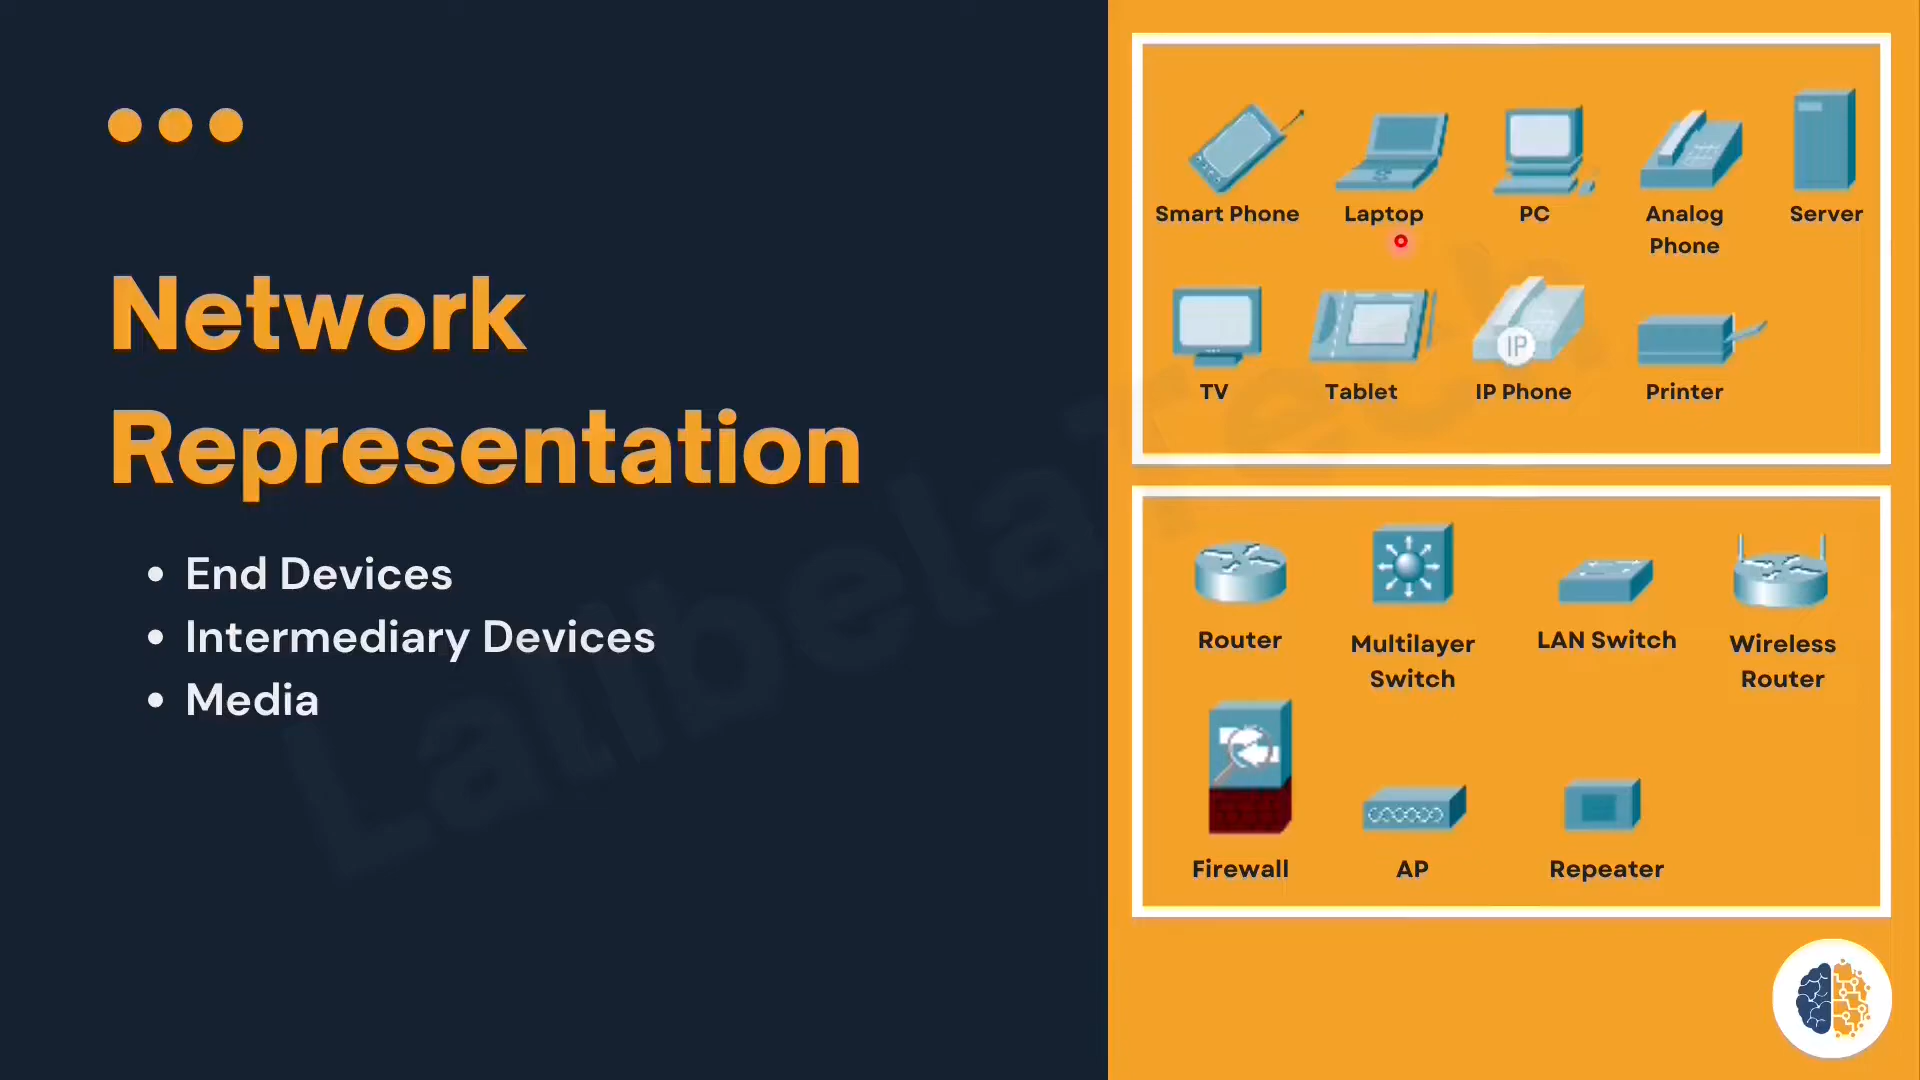 Network
Representation
End Devices
Intermediary Devices
Media
Smart Phone
Laptop
PC
Analog
Phone
Server
TV
Tablet
IP
IP Phone
Printer
Router
Multilayer
Switch
LAN Switch
Wireless
Router
Firewall
AP
Repeater